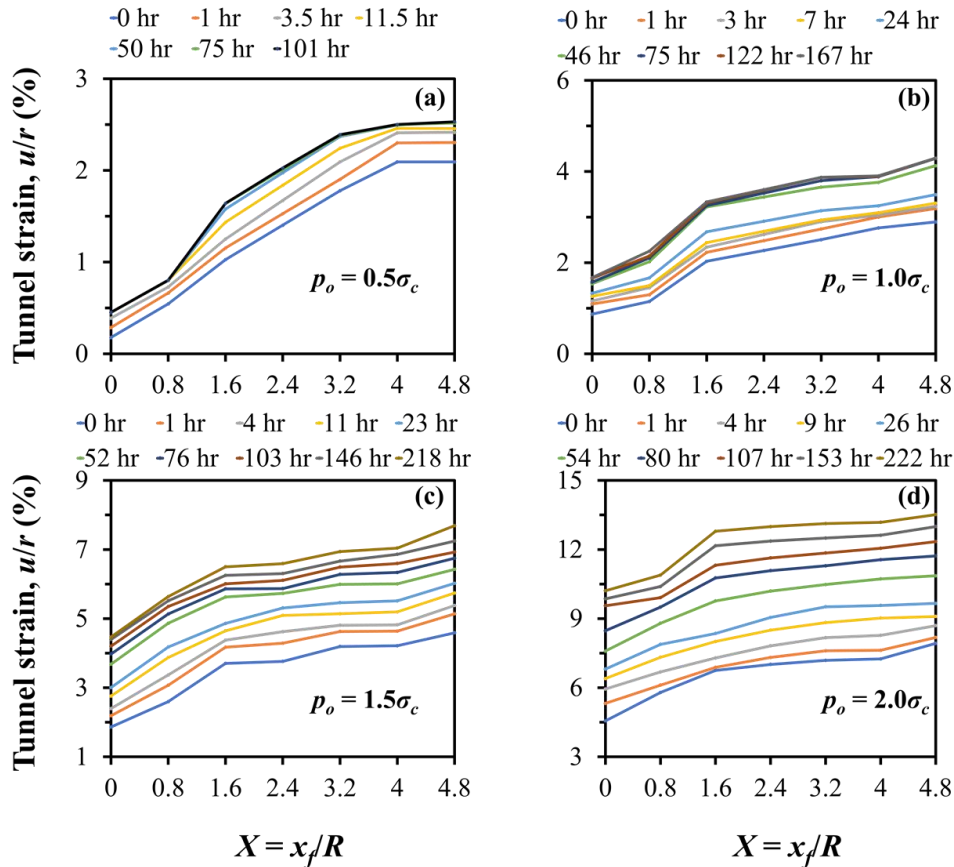 0 hr 1 hr 3.5 hr 11.5 hr
50 hr 75 hr 101 hr
Tunnel strain, u/r (%)
3
2
1
0
(a)
pₒ = 0.5σ꜀
0 0.8 1.6 2.4 3.2 4 4.8
0 hr 1 hr 3 hr 7 hr 24 hr
46 hr 75 hr 122 hr 167 hr
6
4
2
0
(b)
pₒ = 1.0σ꜀
0 0.8 1.6 2.4 3.2 4 4.8
0 hr 1 hr 4 hr 11 hr 23 hr
52 hr 76 hr 103 hr 146 hr 218 hr
Tunnel strain, u/r (%)
9
7
5
3
1
(c)
pₒ = 1.5σ꜀
0 0.8 1.6 2.4 3.2 4 4.8
X = x_f/R
0 hr 1 hr 4 hr 9 hr 26 hr
54 hr 80 hr 107 hr 153 hr 222 hr
15
12
9
6
3
(d)
pₒ = 2.0σ꜀
0 0.8 1.6 2.4 3.2 4 4.8
X = x_f/R